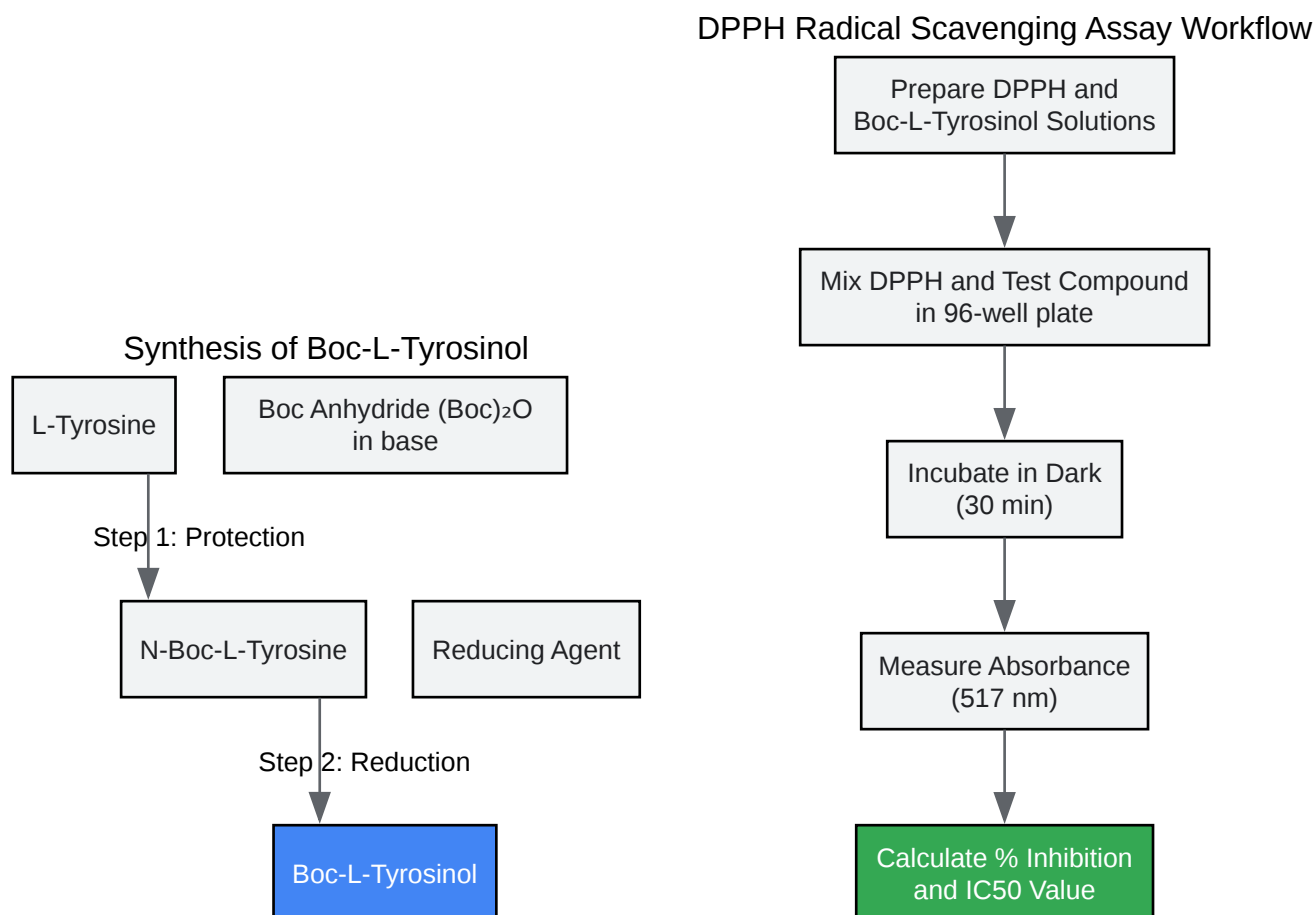 Synthesis of Boc-L-Tyrosinol
L-Tyrosine
Boc Anhydride (Boc)₂O
in base
Step 1: Protection
N-Boc-L-Tyrosine
Reducing Agent
Step 2: Reduction
Boc-L-Tyrosinol
DPPH Radical Scavenging Assay Workflow
Prepare DPPH and
Boc-L-Tyrosinol Solutions
Mix DPPH and Test Compound
in 96-well plate
Incubate in Dark
(30 min)
Measure Absorbance
(517 nm)
Calculate % Inhibition
and IC50 Value